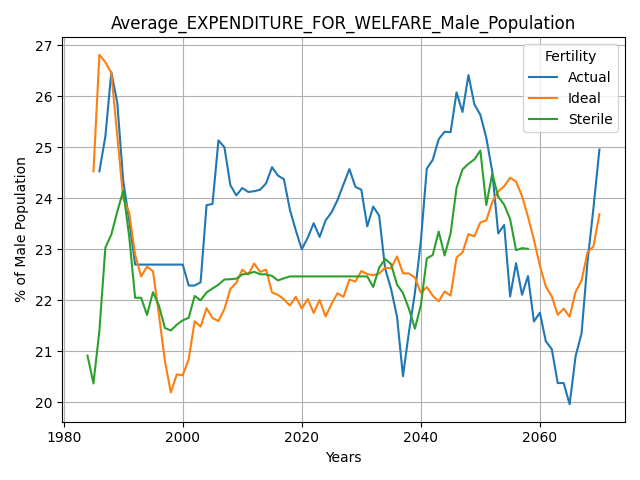 Average_EXPENDITURE_FOR_WELFARE_Male_Population
Fertility
Actual
Ideal
Sterile
% of Male Population
27
26
25
24
23
22
21
20
1980
2000
2020
2040
2060
Years